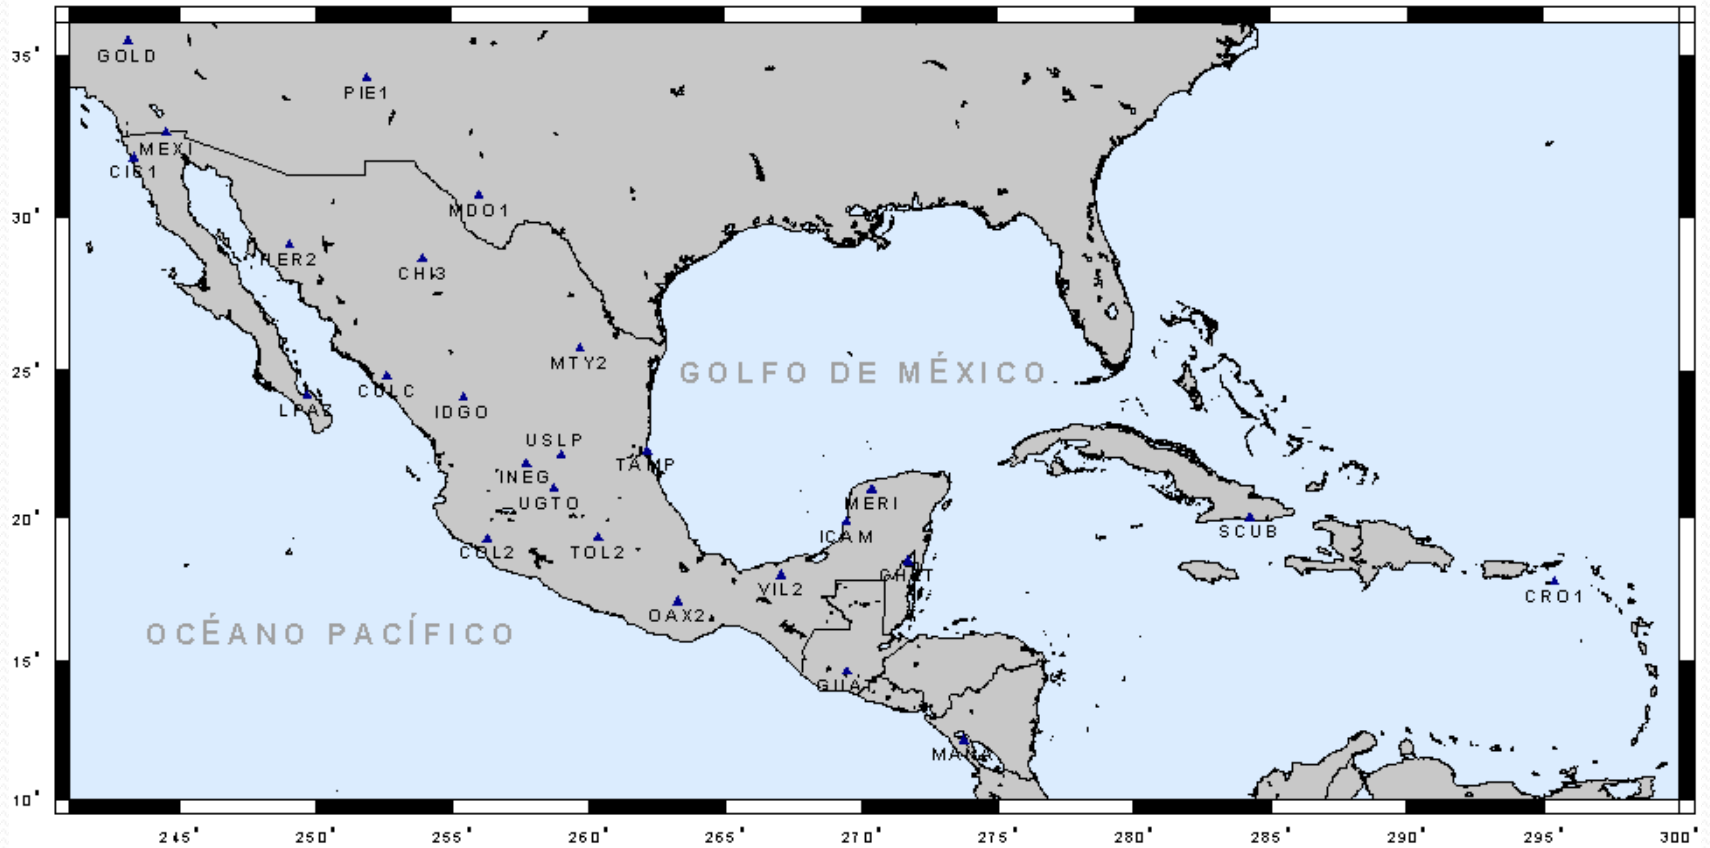 35°
GOLD
PIE1
MEXI
CIC1
MDO1
30°
HER2
CHI3
MTY2
GOLFO DE MÉXICO
25°
COLC
LPAZ
IDGO
USLP
TAMP
INEG
UGTO
MERI
20°
ICAM
SCUB
COL2
TOL2
CHET
VIL2
CRO1
OAX2
OCÉANO PACÍFICO
15°
GUAT
MANA
10°
245° 250° 255° 260° 265° 270° 275° 280° 285° 290° 295° 300°